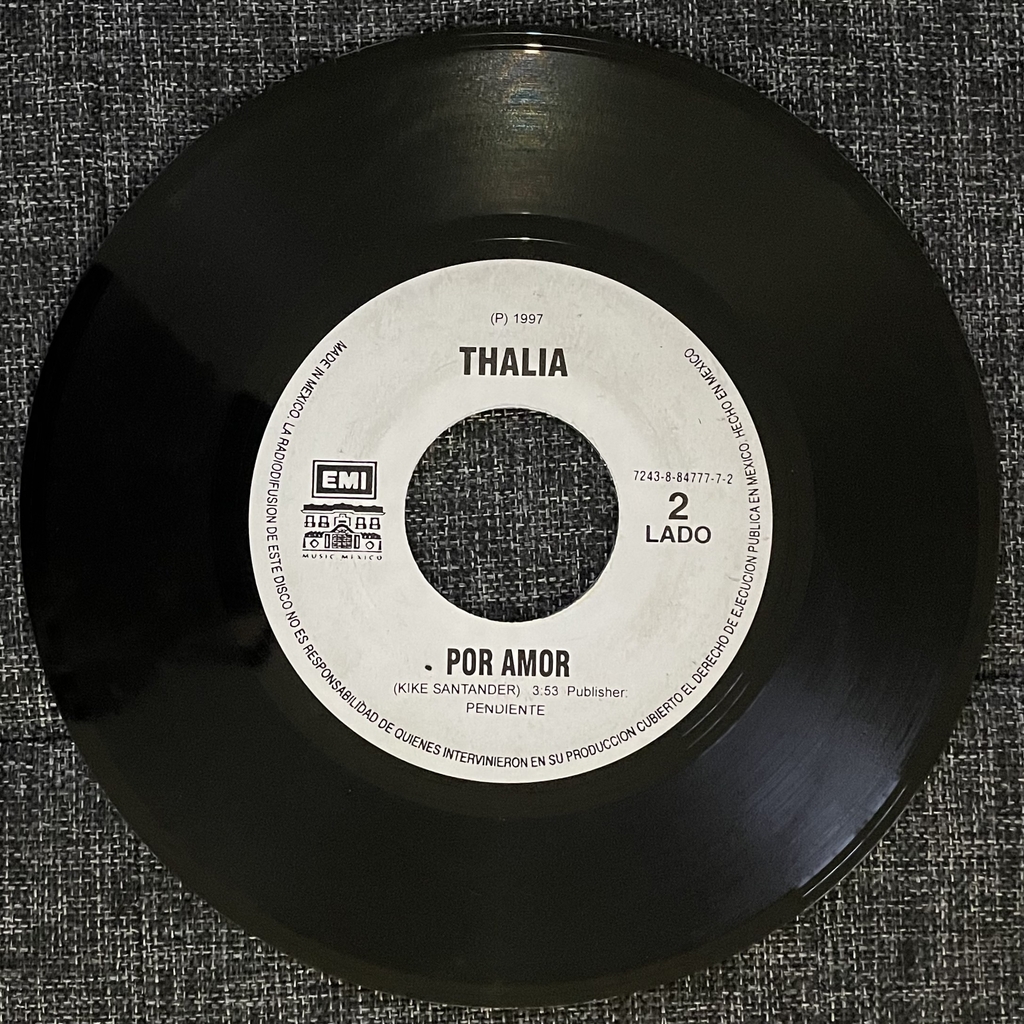 (P) 1997
THALIA
EMI
MUSIC MEXICO
7243-8-84777-7-2
2
LADO
POR AMOR
(KIKE SANTANDER) 3:53 Publisher:
PENDIENTE
MADE IN MEXICO. LA RADIODIFUSION DE ESTE DISCO NO ES RESPONSABILIDAD DE QUIENES INTERVINIERON EN SU PRODUCCION CUBIERTO EL DERECHO DE EJECUCION PUBLICA EN MEXICO. HECHO EN MEXICO